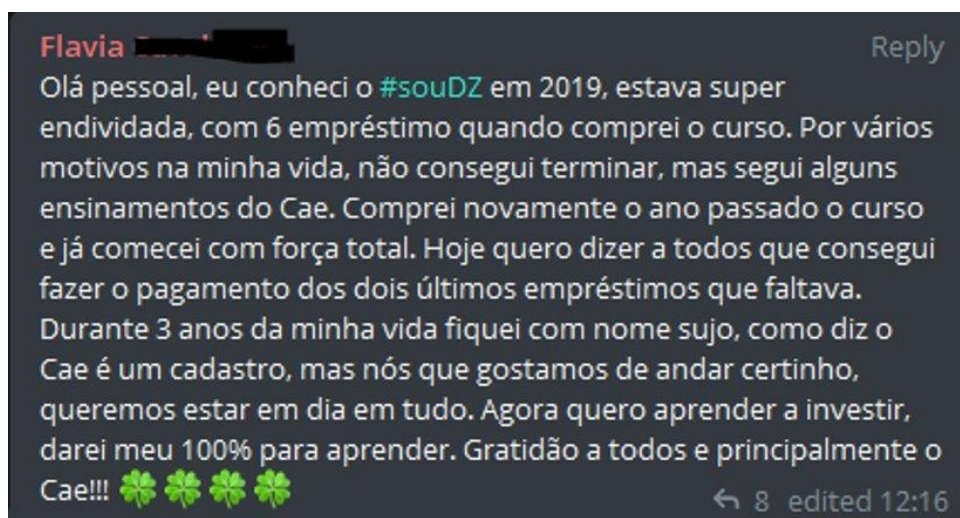 Flavia
Reply
Olá pessoal, eu conheci o #souDZ em 2019, estava super
endividada, com 6 empréstimo quando comprei o curso. Por vários
motivos na minha vida, não consegui terminar, mas segui alguns
ensinamentos do Cae. Comprei novamente o ano passado o curso
e já comecei com força total. Hoje quero dizer a todos que consegui
fazer o pagamento dos dois últimos empréstimos que faltava.
Durante 3 anos da minha vida fiquei com nome sujo, como diz o
Cae é um cadastro, mas nós que gostamos de andar certinho,
queremos estar em dia em tudo. Agora quero aprender a investir,
darei meu 100% para aprender. Gratidão a todos e principalmente o
Cae!!! 🍀 🍀 🍀 🍀
8 edited 12:16